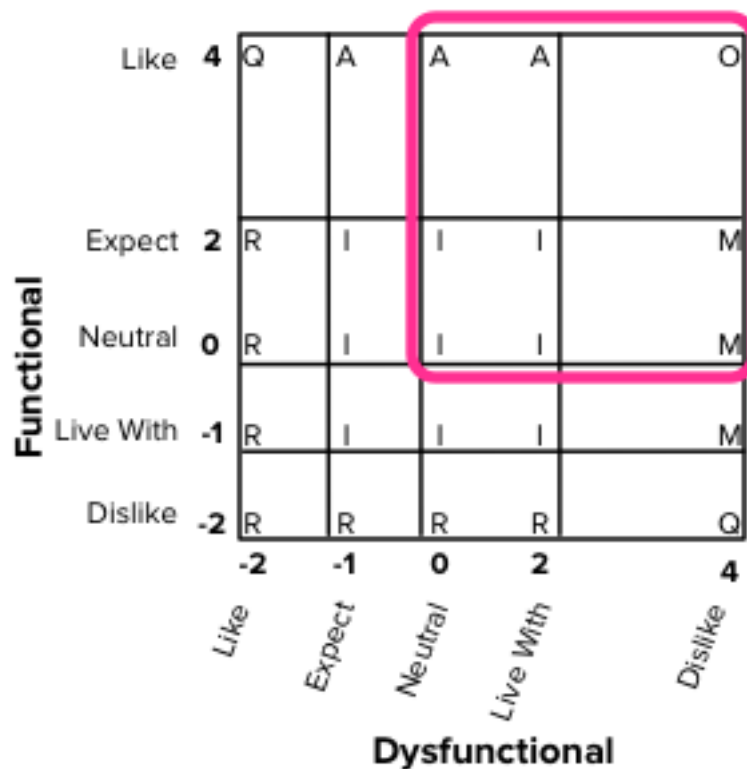 Like 4 Q A A A O
Expect 2 R I I I M
Neutral 0 R I I I M
Live With -1 R I I I M
Dislike -2 R R R R Q
Functional
-2 -1 0 2 4
Like Expect Neutral Live With Dislike
Dysfunctional